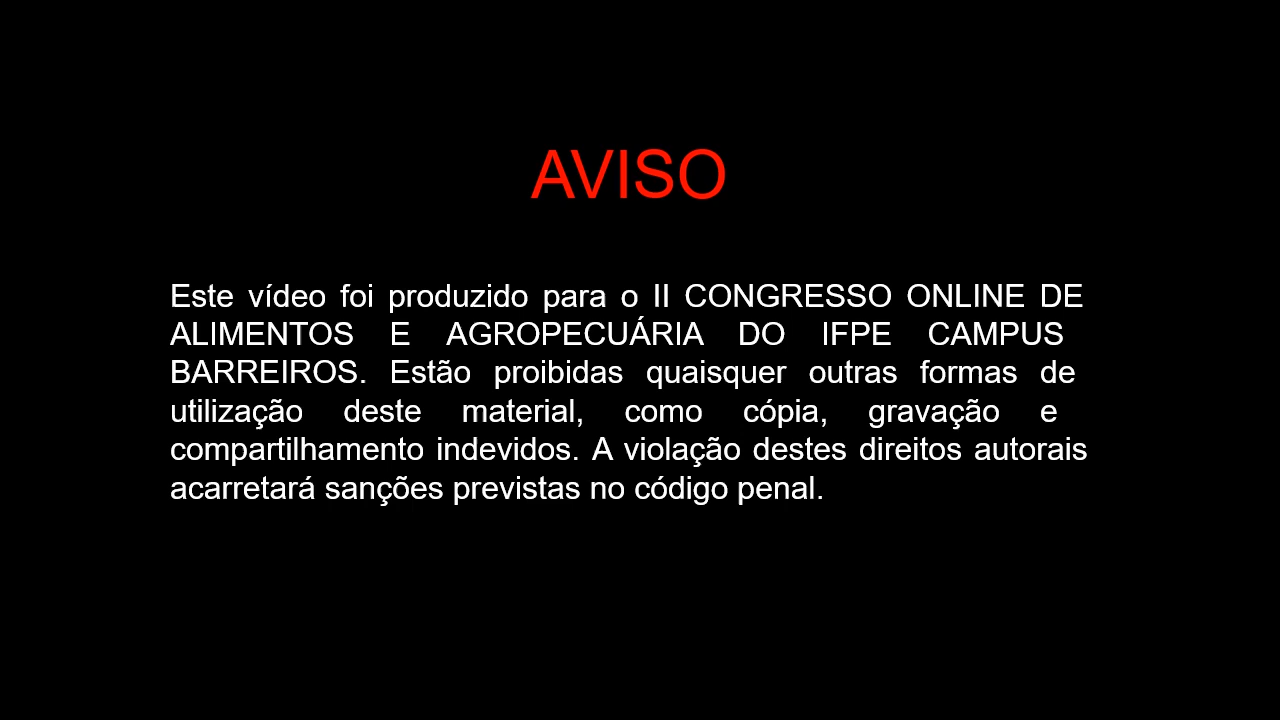 AVISO
Este vídeo foi produzido para o II CONGRESSO ONLINE DE
ALIMENTOS E AGROPECUÁRIA DO IFPE CAMPUS
BARREIROS. Estão proibidas quaisquer outras formas de
utilização deste material, como cópia, gravação e
compartilhamento indevidos. A violação destes direitos autorais
acarretará sanções previstas no código penal.